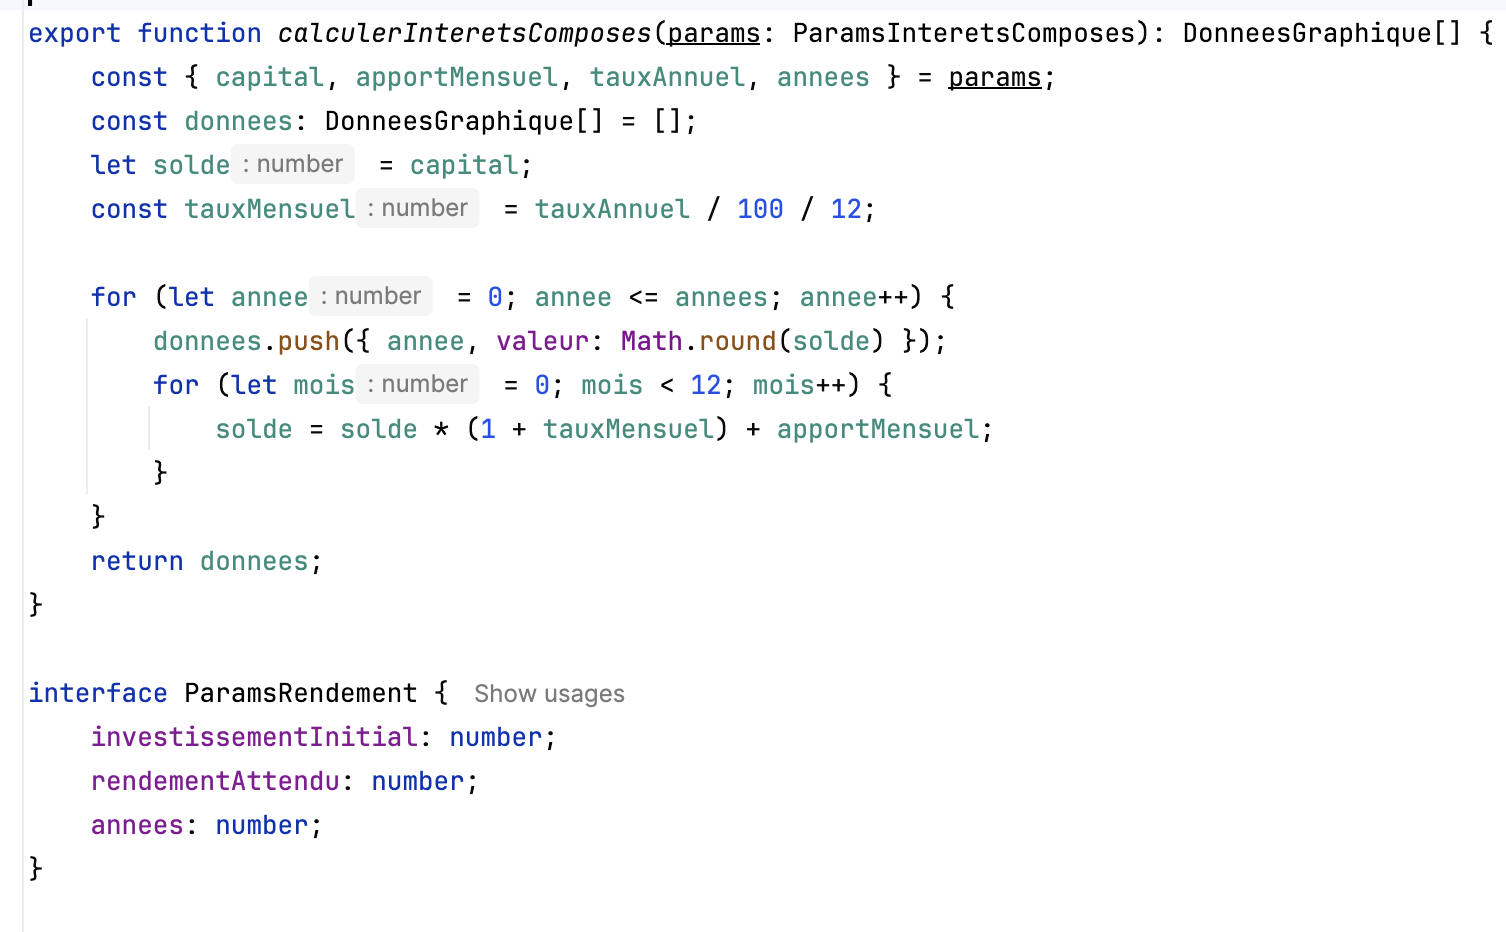 export function calculerInteretsComposes(params: ParamsInteretsComposes): DonneesGraphique[] {
    const { capital, apportMensuel, tauxAnnuel, annees } = params;
    const donnees: DonneesGraphique[] = [];
    let solde : number = capital;
    const tauxMensuel : number = tauxAnnuel / 100 / 12;

    for (let annee : number = 0; annee <= annees; annee++) {
        donnees.push({ annee, valeur: Math.round(solde) });
        for (let mois : number = 0; mois < 12; mois++) {
            solde = solde * (1 + tauxMensuel) + apportMensuel;
        }
    }
    return donnees;
}

interface ParamsRendement { Show usages
    investissementInitial: number;
    rendementAttendu: number;
    annees: number;
}